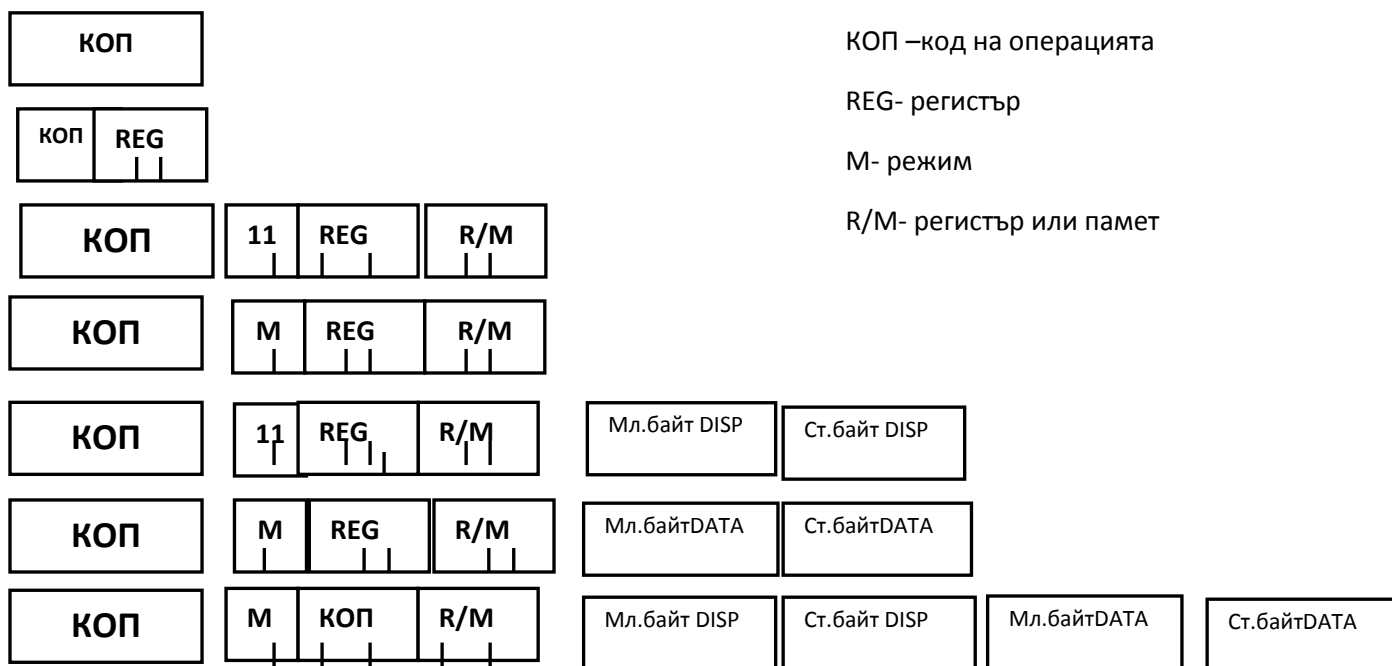 КОП
КОП –код на операцията
КОП REG
REG- регистър
М- режим
КОП 11 REG R/M
R/M- регистър или памет
КОП М REG R/M
КОП 11 REG R/M Мл.байт DISP Ст.байт DISP
КОП М REG R/M Мл.байтDATA Ст.байтDATA
КОП М КОП R/M Мл.байт DISP Ст.байт DISP Мл.байтDATA Ст.байтDATA